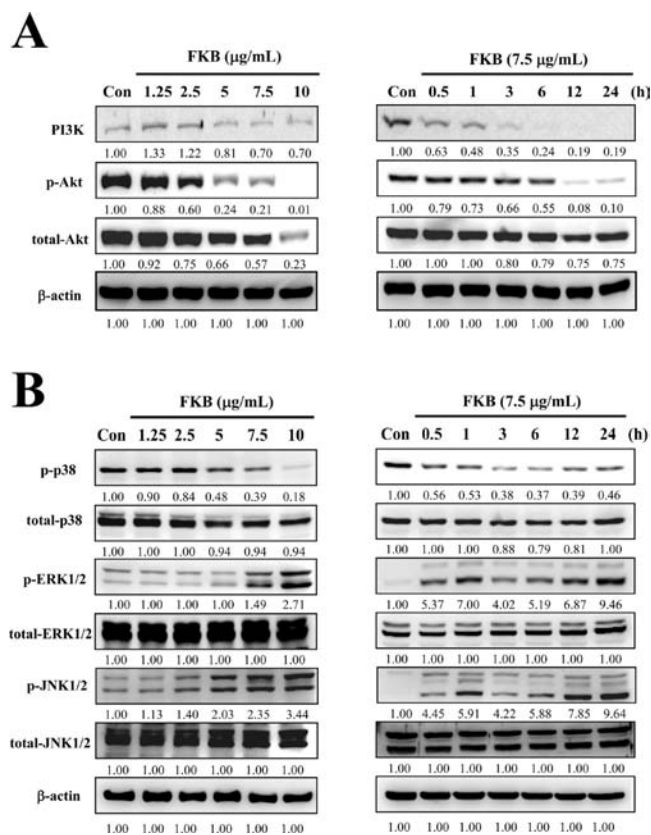 A
FKB (μg/mL)
Con 1.25 2.5 5 7.5 10
PI3K
1.00 1.33 1.22 0.81 0.70 0.70
p-Akt
1.00 0.88 0.60 0.24 0.21 0.01
total-Akt
1.00 0.92 0.75 0.66 0.57 0.23
β-actin
1.00 1.00 1.00 1.00 1.00 1.00
FKB (7.5 μg/mL)
Con 0.5 1 3 6 12 24 (h)
1.00 0.63 0.48 0.35 0.24 0.19 0.19
1.00 0.79 0.73 0.66 0.55 0.08 0.10
1.00 1.00 1.00 0.80 0.79 0.75 0.75
1.00 1.00 1.00 1.00 1.00 1.00 1.00
B
FKB (μg/mL)
Con 1.25 2.5 5 7.5 10
p-p38
1.00 0.90 0.84 0.48 0.39 0.18
total-p38
1.00 1.00 1.00 0.94 0.94 0.94
p-ERK1/2
1.00 1.00 1.00 1.00 1.49 2.71
total-ERK1/2
1.00 1.00 1.00 1.00 1.00 1.00
p-JNK1/2
1.00 1.13 1.40 2.03 2.35 3.44
total-JNK1/2
1.00 1.00 1.00 1.00 1.00 1.00
β-actin
1.00 1.00 1.00 1.00 1.00 1.00
FKB (7.5 μg/mL)
Con 0.5 1 3 6 12 24 (h)
1.00 0.56 0.53 0.38 0.37 0.39 0.46
1.00 1.00 1.00 0.88 0.79 0.81 1.00
1.00 5.37 7.00 4.02 5.19 6.87 9.46
1.00 1.00 1.00 1.00 1.00 1.00 1.00
1.00 4.45 5.91 4.22 5.88 7.85 9.64
1.00 1.00 1.00 1.00 1.00 1.00 1.00
1.00 1.00 1.00 1.00 1.00 1.00 1.00